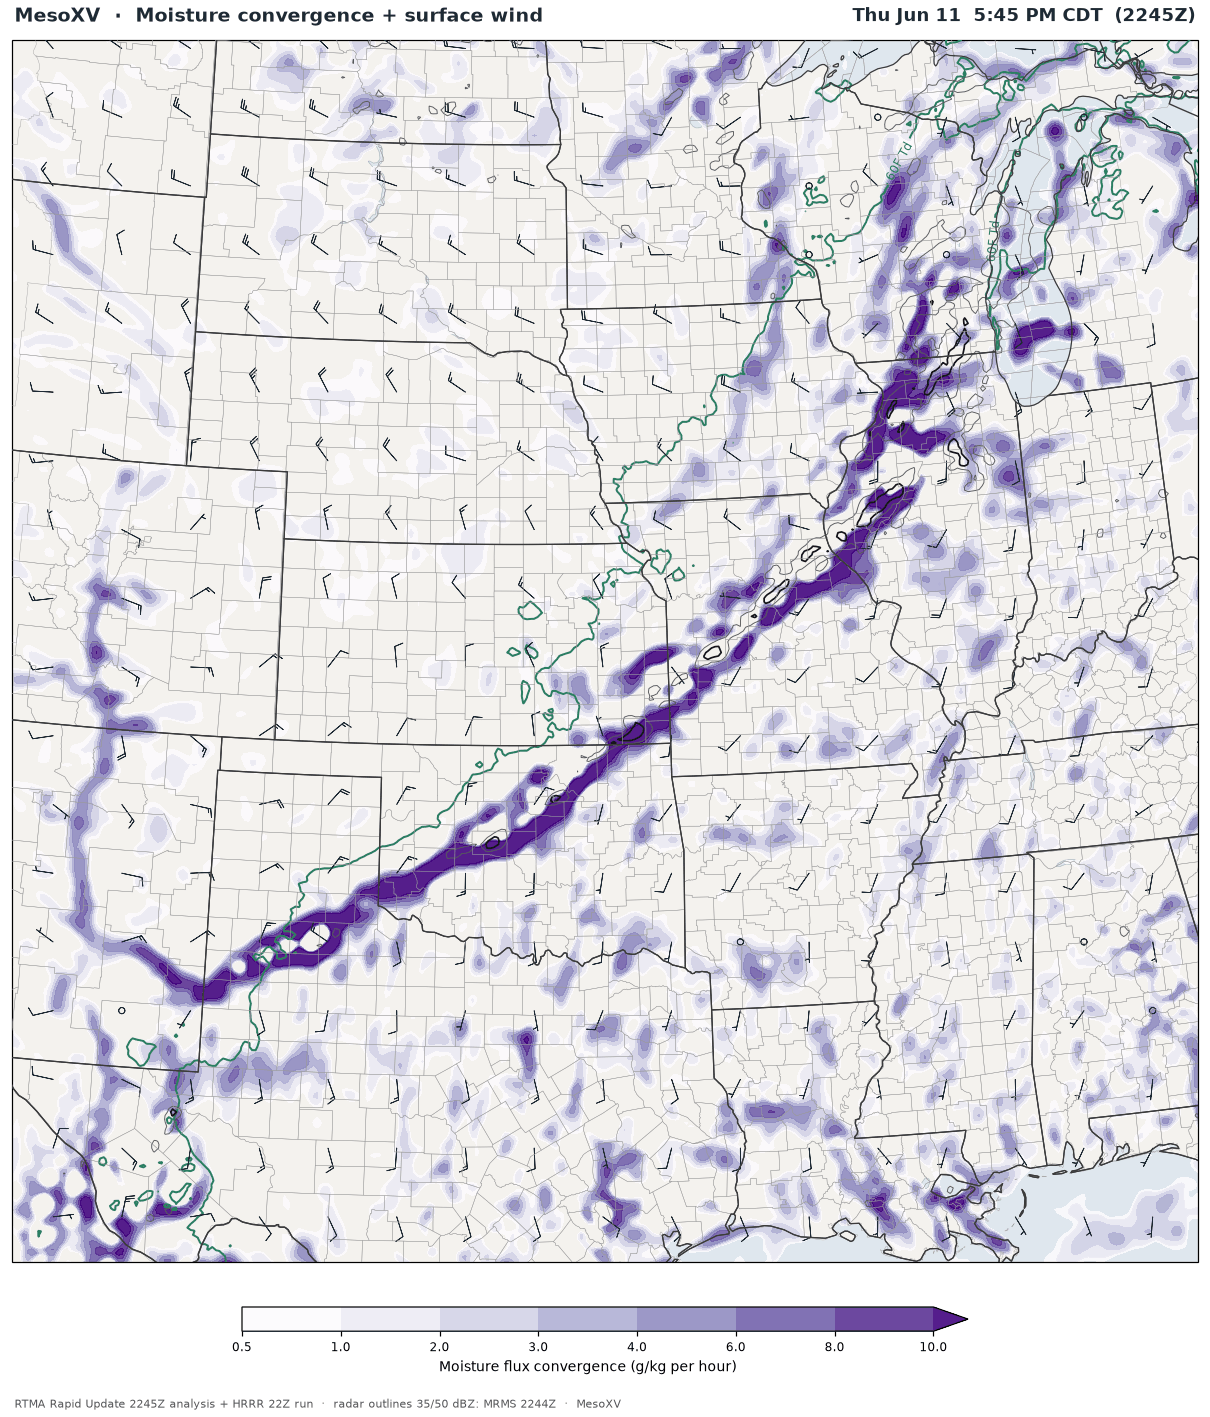 MesoXV · Moisture convergence + surface wind
Thu Jun 11 5:45 PM CDT (2245Z)
60F Td
60F Td
0.5 1.0 2.0 3.0 4.0 6.0 8.0 10.0
Moisture flux convergence (g/kg per hour)
RTMA Rapid Update 2245Z analysis + HRRR 22Z run · radar outlines 35/50 dBZ: MRMS 2244Z · MesoXV